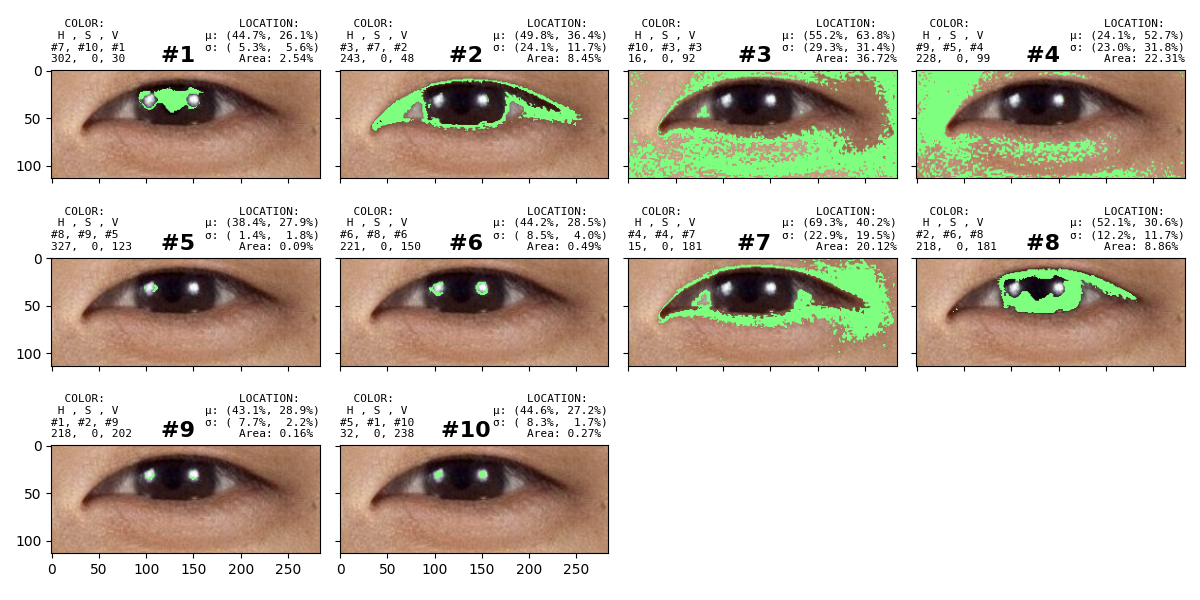 COLOR: LOCATION:
H , S , V μ: (44.7%, 26.1%)
#7, #10, #1 σ: ( 5.3%, 5.6%)
302, 0, 30 #1 Area: 2.54%
COLOR: LOCATION:
H , S , V μ: (49.8%, 36.4%)
#3, #7, #2 σ: (24.1%, 11.7%)
243, 0, 48 #2 Area: 8.45%
COLOR: LOCATION:
H , S , V μ: (55.2%, 63.8%)
#10, #3, #3 σ: (29.3%, 31.4%)
16, 0, 92 #3 Area: 36.72%
COLOR: LOCATION:
H , S , V μ: (24.1%, 52.7%)
#9, #5, #4 σ: (23.0%, 31.8%)
228, 0, 99 #4 Area: 22.31%
0
50
100
COLOR: LOCATION:
H , S , V μ: (38.4%, 27.9%)
#8, #9, #5 σ: ( 1.4%, 1.8%)
327, 0, 123 #5 Area: 0.09%
COLOR: LOCATION:
H , S , V μ: (44.2%, 28.5%)
#6, #8, #6 σ: ( 8.5%, 4.0%)
221, 0, 150 #6 Area: 0.49%
COLOR: LOCATION:
H , S , V μ: (69.3%, 40.2%)
#4, #4, #7 σ: (22.9%, 19.5%)
15, 0, 181 #7 Area: 20.12%
COLOR: LOCATION:
H , S , V μ: (52.1%, 30.6%)
#2, #6, #8 σ: (12.2%, 11.7%)
218, 0, 181 #8 Area: 8.86%
0
50
100
COLOR: LOCATION:
H , S , V μ: (43.1%, 28.9%)
#1, #2, #9 σ: ( 7.7%, 2.2%)
218, 0, 202 #9 Area: 0.16%
COLOR: LOCATION:
H , S , V μ: (44.6%, 27.2%)
#5, #1, #10 σ: ( 8.3%, 1.7%)
32, 0, 238 #10 Area: 0.27%
0
50
100
0 50 100 150 200 250
0 50 100 150 200 250